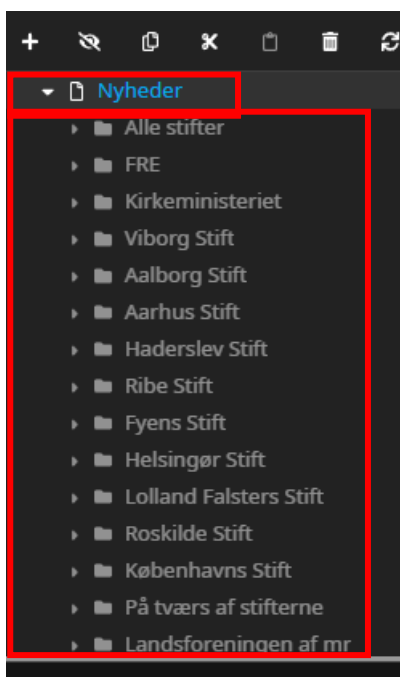 Nyheder
Alle stifter
FRE
Kirkeministeriet
Viborg Stift
Aalborg Stift
Aarhus Stift
Haderslev Stift
Ribe Stift
Fyens Stift
Helsingør Stift
Lolland Falsters Stift
Roskilde Stift
Københavns Stift
På tværs af stifterne
Landsforeningen af mr